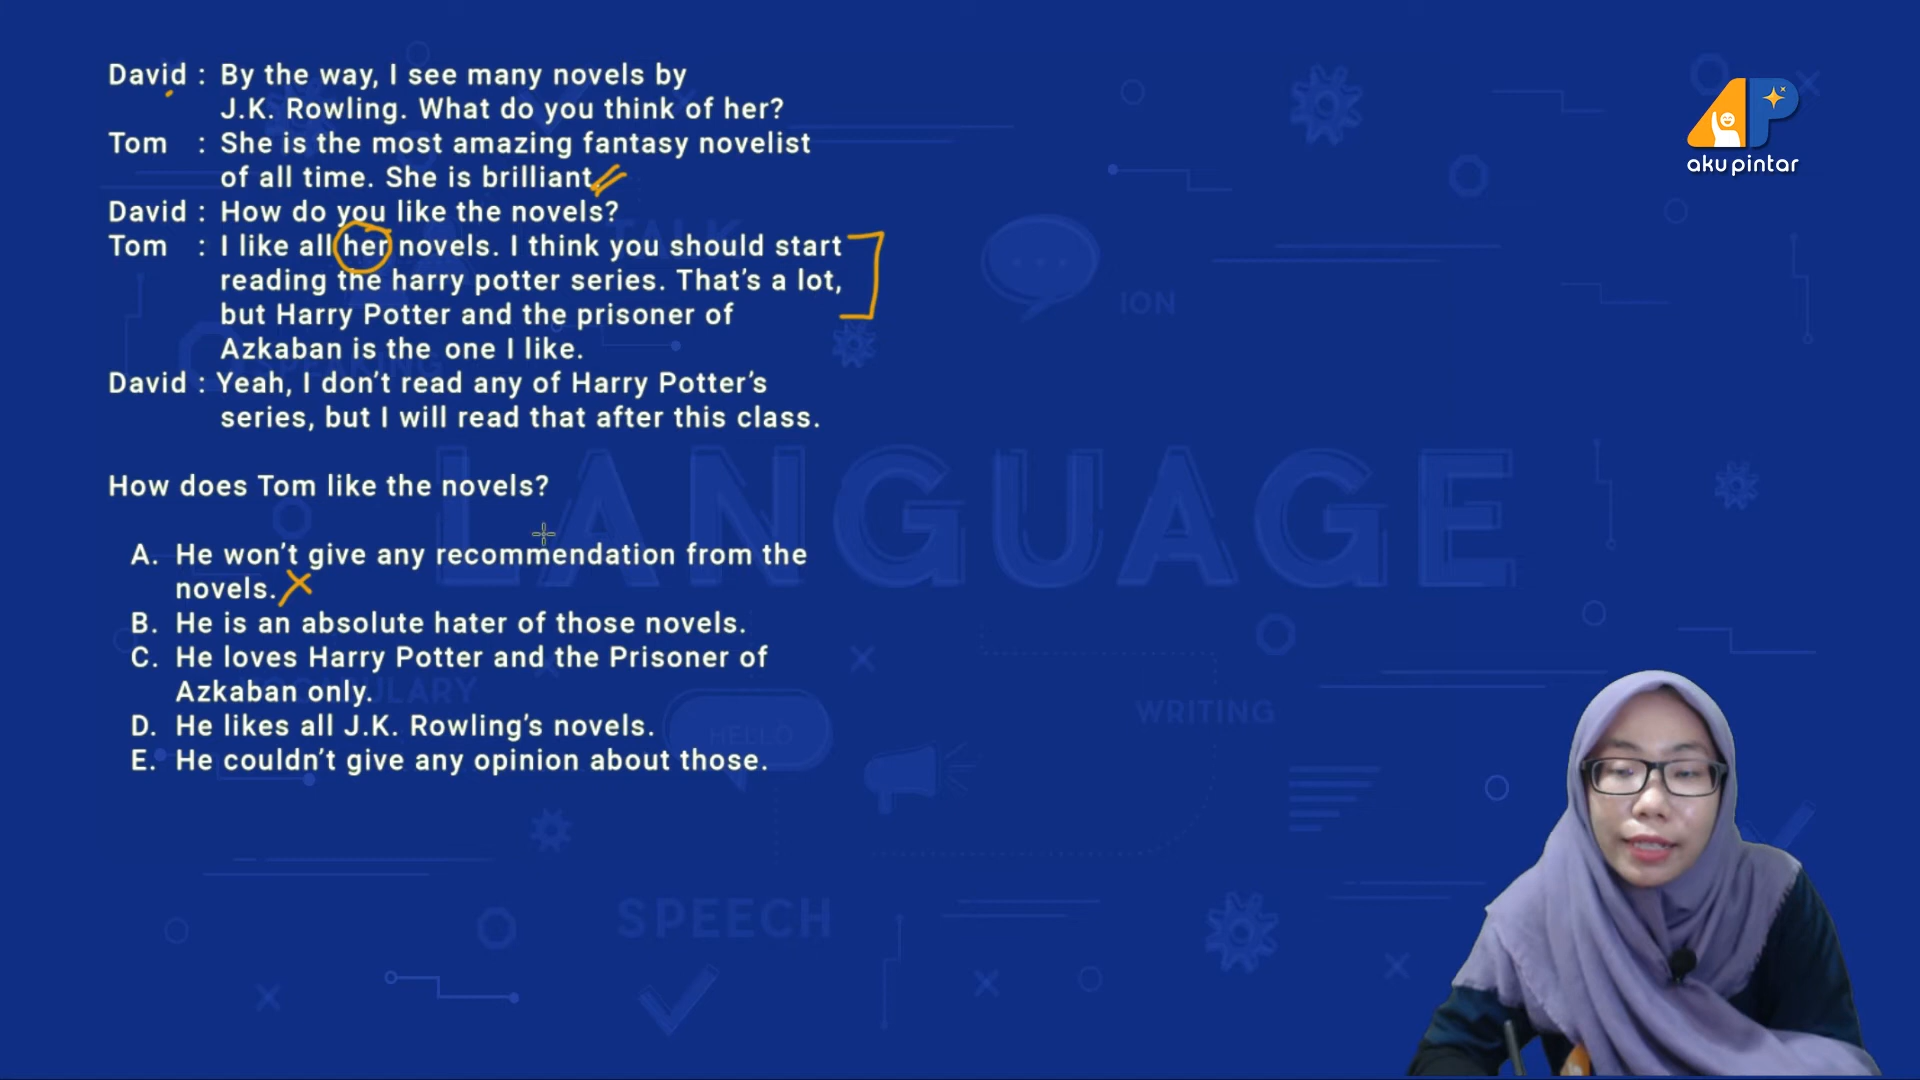 David : By the way, I see many novels by
J.K. Rowling. What do you think of her?
Tom : She is the most amazing fantasy novelist
of all time. She is brilliant.
David : How do you like the novels?
Tom : I like all her novels. I think you should start
reading the harry potter series. That's a lot,
but Harry Potter and the prisoner of
Azkaban is the one I like.
David : Yeah, I don't read any of Harry Potter's
series, but I will read that after this class.
How does Tom like the novels?
A. He won't give any recommendation from the
novels.
B. He is an absolute hater of those novels.
C. He loves Harry Potter and the Prisoner of
Azkaban only.
D. He likes all J.K. Rowling's novels.
E. He couldn't give any opinion about those.
aku pintar
TALK
ION
SPEAKING
LANGUAGE
VOCABULARY
HELLO
WRITING
SPEECH